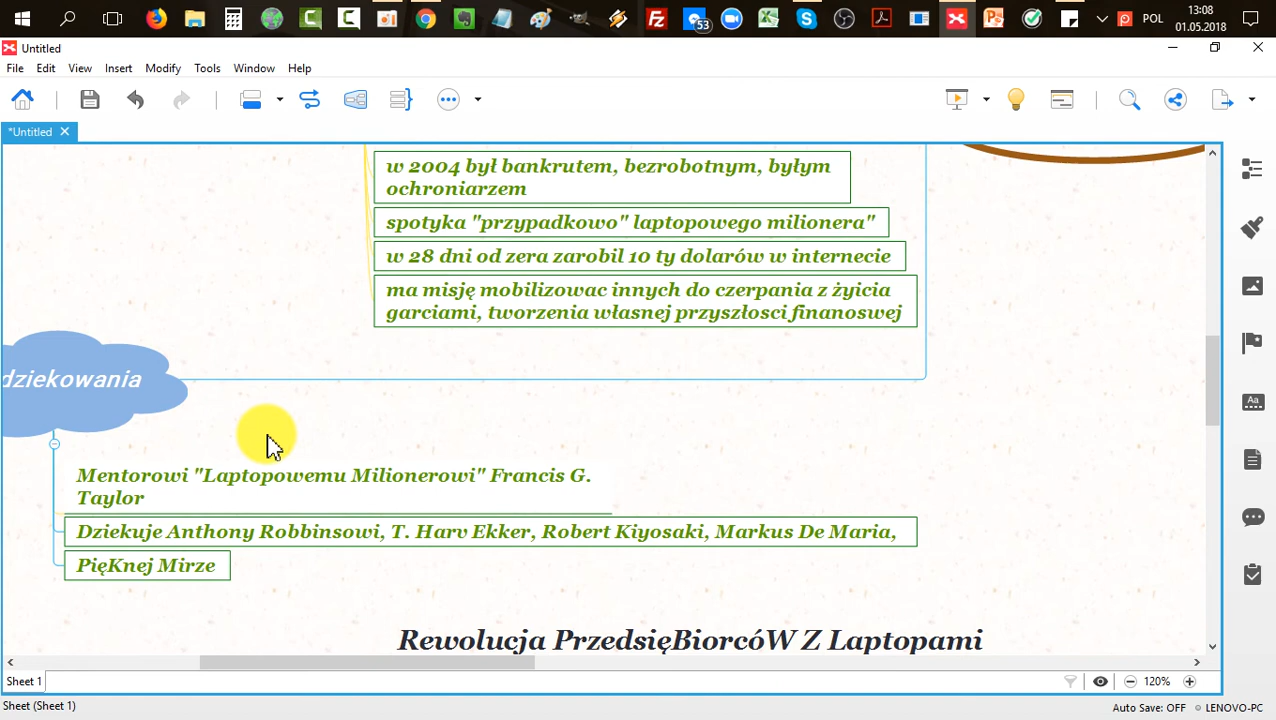 13:08
POL
01.05.2018
53
Untitled
File Edit View Insert Modify Tools Window Help
*Untitled
w 2004 był bankrutem, bezrobotnym, byłym
ochroniarzem
spotyka "przypadkowo" laptopowego milionera"
w 28 dni od zera zarobil 10 ty dolarów w internecie
ma misję mobilizowac innych do czerpania z żyicia
garciami, tworzenia własnej przyszłosci finanoswej
dziekowania
Mentorowi "Laptopowemu Milionerowi" Francis G.
Taylor
Dziekuje Anthony Robbinsowi, T. Harv Ekker, Robert Kiyosaki, Markus De Maria,
PięKnej Mirze
Rewolucja PrzedsięBiorcóW Z Laptopami
Aa
Sheet 1
120%
Sheet (Sheet 1)
Auto Save: OFF
LENOVO-PC